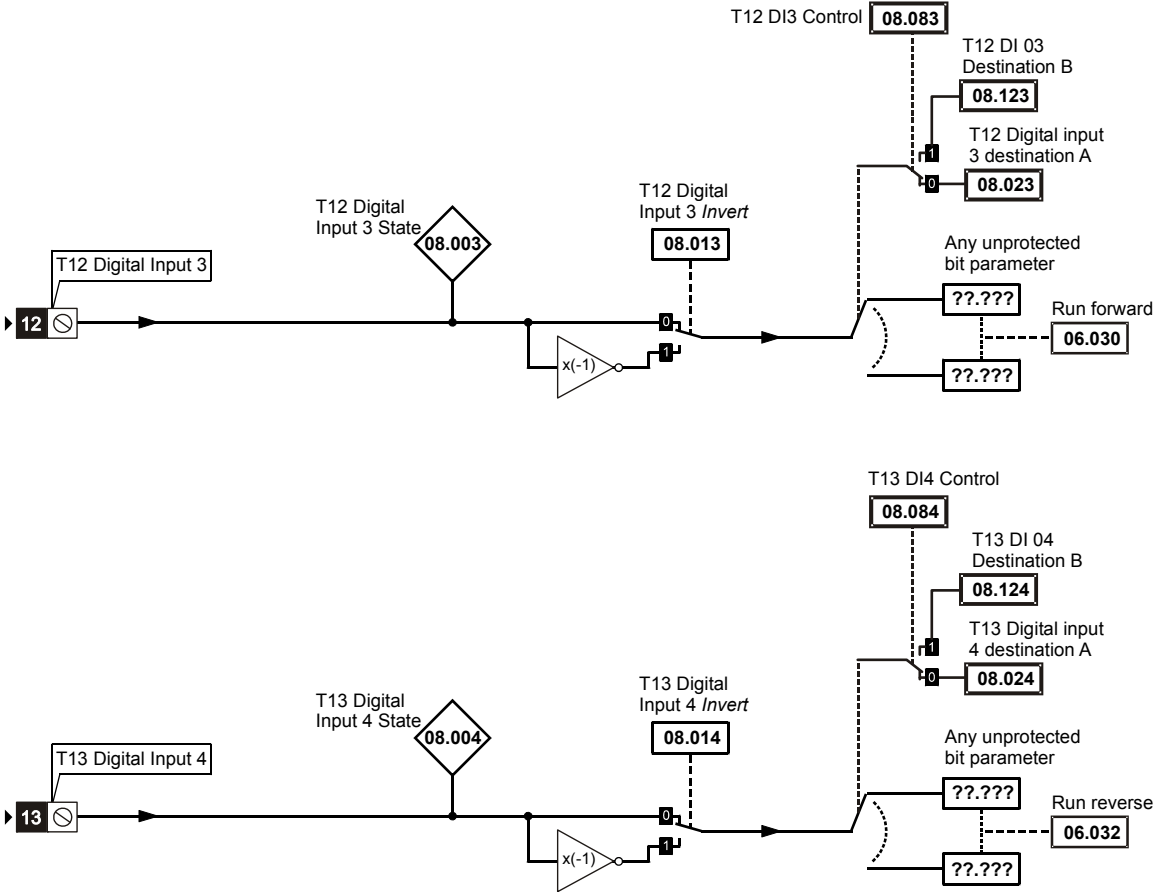 T12 DI3 Control
08.083
T12 DI 03
Destination B
08.123
T12 Digital input
3 destination A
1
0
08.023
T12 Digital
Input 3 State
08.003
T12 Digital
Input 3 Invert
08.013
Any unprotected
bit parameter
??.???
Run forward
06.030
??.???
T12 Digital Input 3
12
0
1
x(-1)
T13 DI4 Control
08.084
T13 DI 04
Destination B
08.124
T13 Digital input
4 destination A
1
0
08.024
T13 Digital
Input 4 State
08.004
T13 Digital
Input 4 Invert
08.014
Any unprotected
bit parameter
??.???
Run reverse
06.032
??.???
T13 Digital Input 4
13
0
1
x(-1)